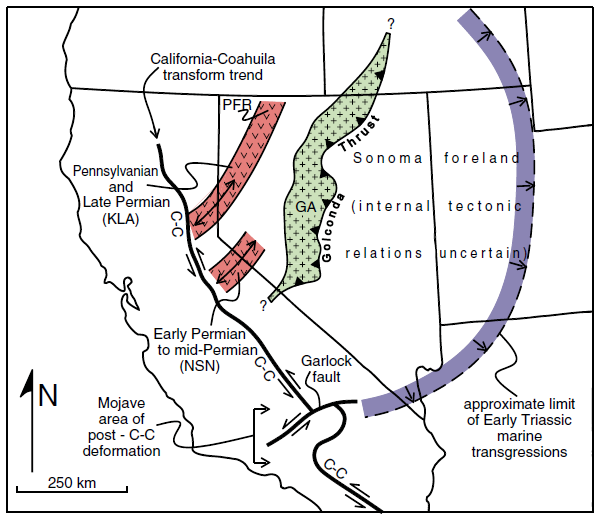 ?
California-Coahuila
transform trend
PFR
Thrust
Sonoma foreland
Pennsylvanian
and
Late Permian
(KLA)
C-C
GA
(internal tectonic
Golconda
relations uncertain)
?
Early Permian
to mid-Permian
(NSN)
C-C
Garlock
fault
N
Mojave
area of
post - C-C
deformation
approximate limit
of Early Triassic
marine
transgressions
C-C
250 km